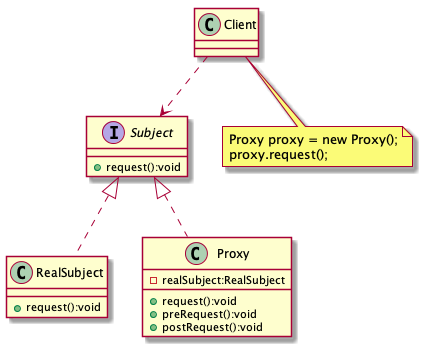 C Client
Proxy proxy = new Proxy();
proxy.request();
I Subject
request():void
C RealSubject
request():void
C Proxy
realSubject:RealSubject
request():void
preRequest():void
postRequest():void